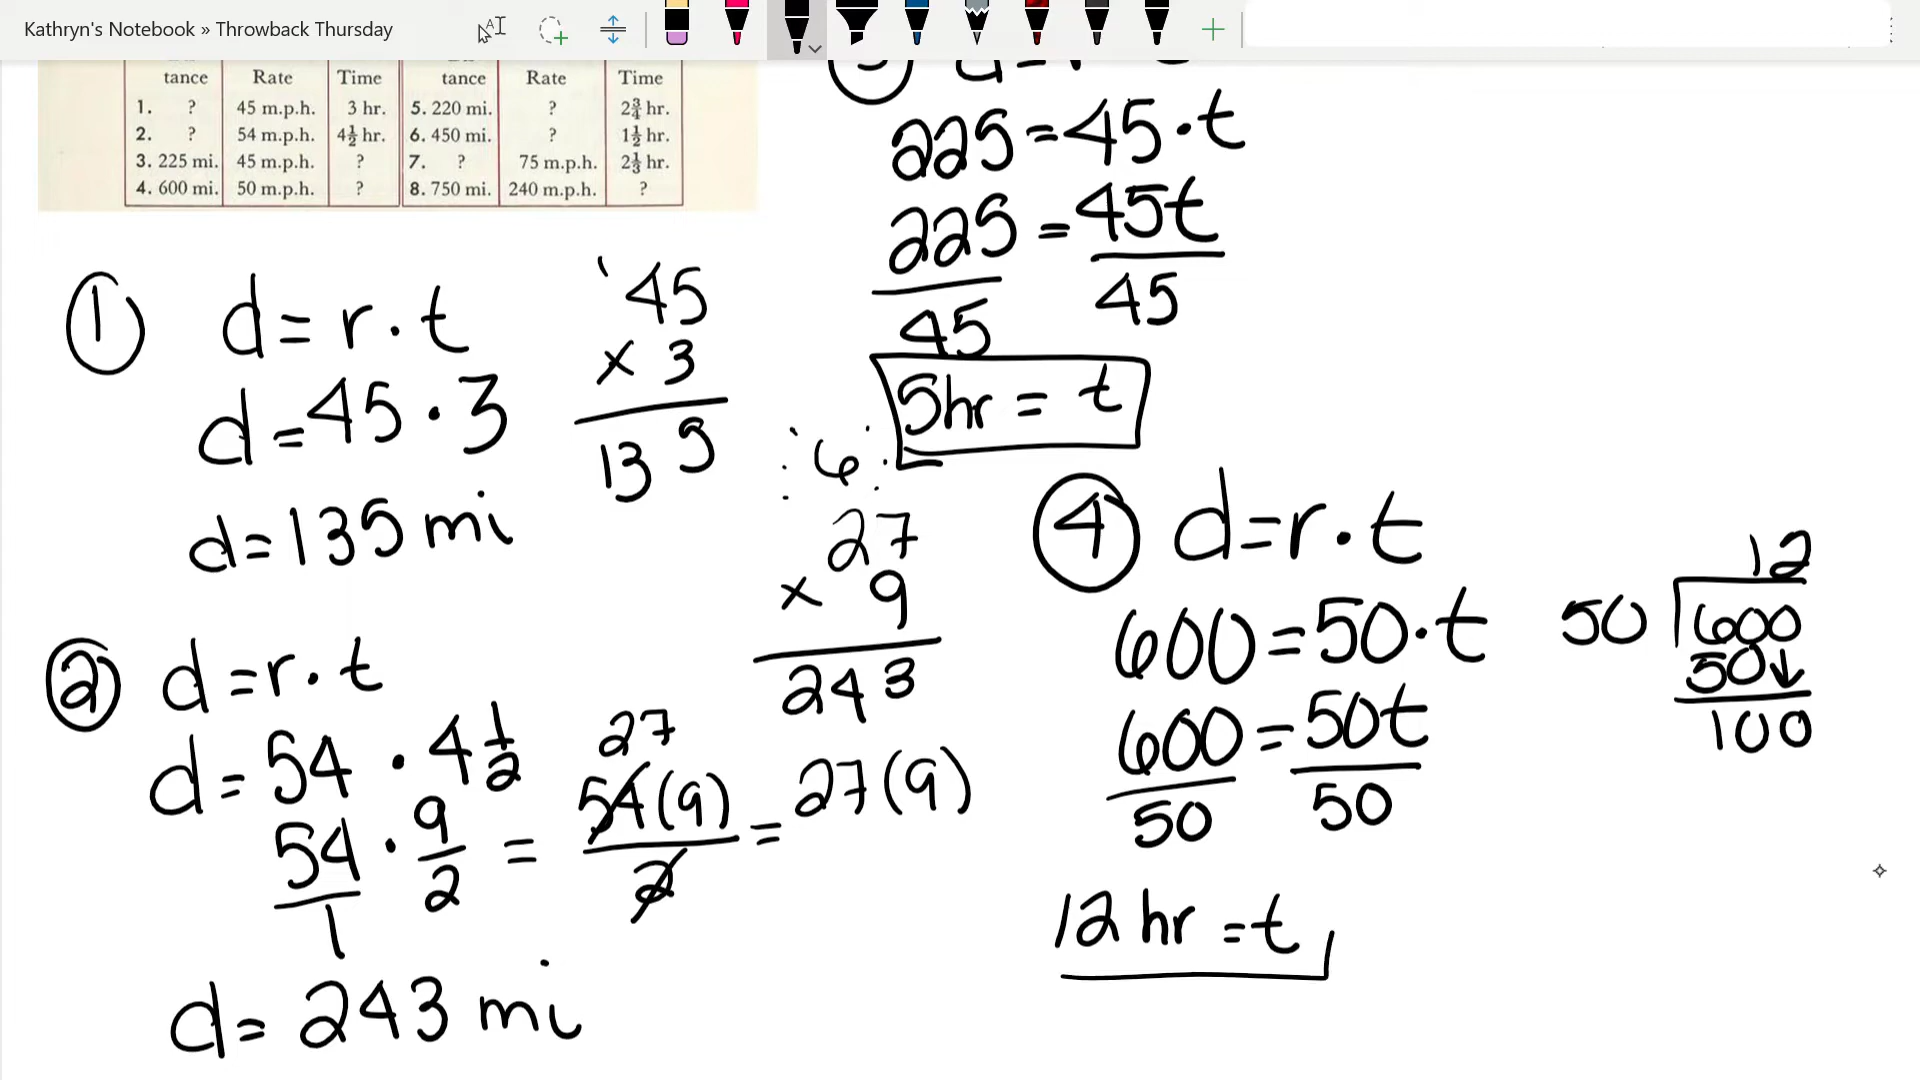 Kathryn's Notebook » Throwback Thursday
tance Rate Time tance Rate Time
1. ? 45 m.p.h. 3 hr. 5. 220 mi. ? 2¾ hr.
2. ? 54 m.p.h. 4½ hr. 6. 450 mi. ? 1½ hr.
3. 225 mi. 45 m.p.h. ? 7. ? 75 m.p.h. 2⅓ hr.
4. 600 mi. 50 m.p.h. ? 8. 750 mi. 240 m.p.h. ?
① d = r · t
d = 45 · 3
d = 135 mi
1
45
× 3
135
② d = r · t
d = 54 · 4 1/2
54/1 · 9/2 = 54(9)/2 = 27(9)
27
d = 243 mi
6
27
× 9
243
225 = 45 · t
225/45 = 45t/45
5hr = t
④ d = r · t
600 = 50 · t
600/50 = 50t/50
12 hr = t
12
50 600
50↓
100